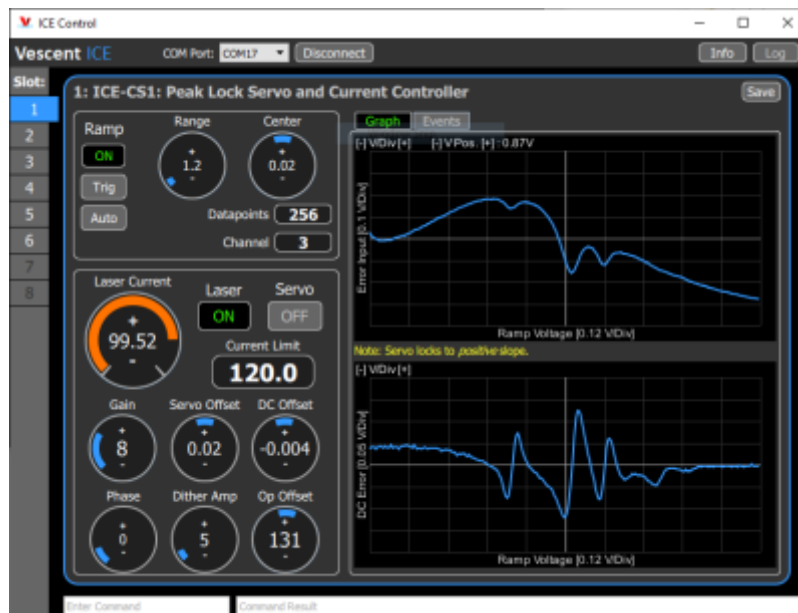 ICE Control
Vescent ICE COM Port: COM17 Disconnect Info Log
Slot:
1
2
3
4
5
6
7
8
1: ICE-CS1: Peak Lock Servo and Current Controller Save
Ramp
ON
Trig
Auto
Range
+
1.2
-
Center
+
0.02
-
Datapoints 256
Channel 3
Laser Current
+
99.52
-
Laser
ON
Servo
OFF
Current Limit
120.0
Gain
+
8
-
Servo Offset
+
0.02
-
DC Offset
+
-0.004
-
Phase
+
0
-
Dither Amp
+
5
-
Op Offset
+
131
-
Graph Events
[-] V/Div [+] [-] V Pos. [+] : 0.87V
Error Input [0.1 V/Div]
Ramp Voltage [0.12 V/Div]
Note: Servo locks to positive slope.
[-] V/Div [+]
DC Error [0.05 V/Div]
Ramp Voltage [0.12 V/Div]
Enter Command Command Result